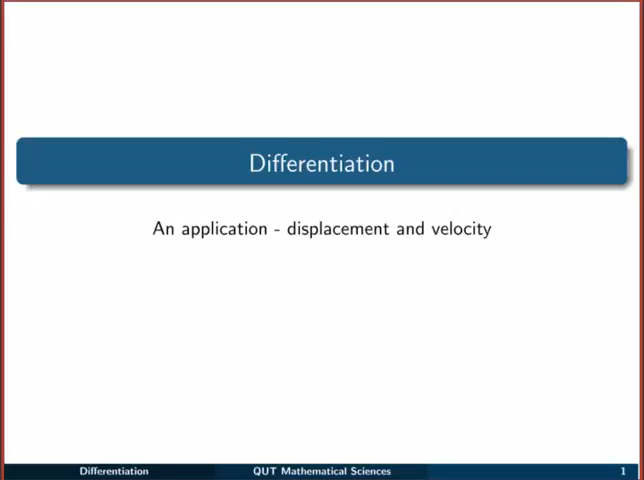 Differentiation
An application - displacement and velocity
Differentiation QUT Mathematical Sciences 1